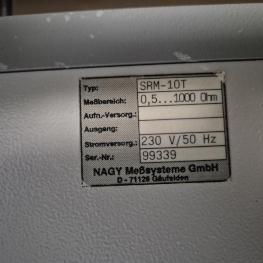 Typ: SRM-10T
Meßbereich: 0,5...1000 Ohm
Aufn.-Versorg.:
Ausgang:
Stromversorg.: 230 V/50 Hz
Ser.-Nr.: 99339
NAGY Meßsysteme GmbH
D - 71126 Gäufelden